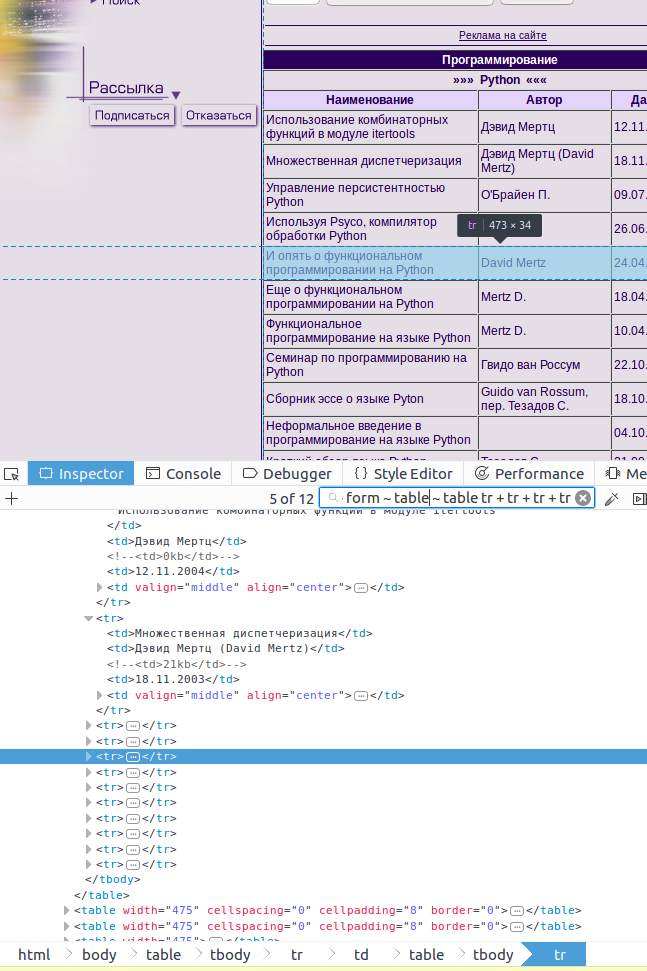 Поиск
Рассылка
Подписаться
Отказаться
Реклама на сайте
Программирование
»»» Python «««
Наименование Автор Да
Использование комбинаторных
функций в модуле itertools
Дэвид Мертц
12.11.
Множественная диспетчеризация
Дэвид Мертц (David
Mertz)
18.11.
Управление персистентностью
Python
О'Брайен П.
09.07.
Используя Psyco, компилятор
обработки Python
26.06.
tr 473 × 34
И опять о функциональном
программировании на Python
David Mertz
24.04.
Еще о функциональном
программировании на Python
Mertz D.
18.04.
Функциональное
программирование на языке Python
Mertz D.
10.04.
Семинар по программированию на
Python
Гвидо ван Россум
22.10.
Сборник эссе о языке Pyton
Guido van Rossum,
пер. Тезадов С.
18.10.
Неформальное введение в
программирование на языке Python
04.10.
Inspector Console Debugger {} Style Editor Performance Me
+ 5 of 12 form ~ table ~ table tr + tr + tr + tr
Использование комбинаторных функций в модуле itertools
</td>
<td>Дэвид Мертц</td>
<!--<td>0kb</td>-->
<td>12.11.2004</td>
<td valign="middle" align="center"></td>
</tr>
<tr>
<td>Множественная диспетчеризация</td>
<td>Дэвид Мертц (David Mertz)</td>
<!--<td>21kb</td>-->
<td>18.11.2003</td>
<td valign="middle" align="center"></td>
</tr>
<tr></tr>
<tr></tr>
<tr></tr>
<tr></tr>
<tr></tr>
<tr></tr>
<tr></tr>
<tr></tr>
<tr></tr>
<tr></tr>
</tbody>
</table>
<table width="475" cellspacing="0" cellpadding="8" border="0"></table>
<table width="475" cellspacing="0" cellpadding="8" border="0"></table>
<table width="475"></table>
html body table tbody tr td table tbody tr